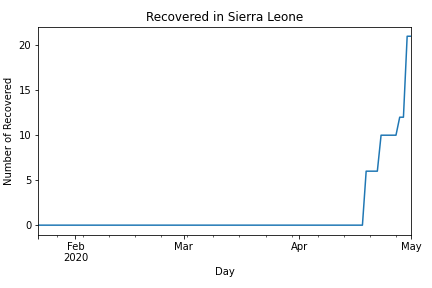 Recovered in Sierra Leone
Number of Recovered
20
15
10
5
0
Feb
2020
Mar
Apr
May
Day